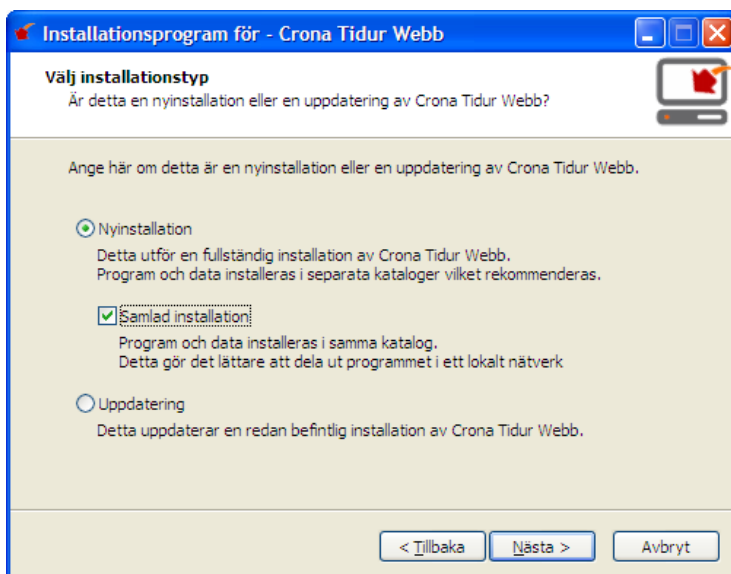 Installationsprogram för - Crona Tidur Webb
Välj installationstyp
Är detta en nyinstallation eller en uppdatering av Crona Tidur Webb?
Ange här om detta är en nyinstallation eller en uppdatering av Crona Tidur Webb.
Nyinstallation
Detta utför en fullständig installation av Crona Tidur Webb.
Program och data installeras i separata kataloger vilket rekommenderas.
Samlad installation
Program och data installeras i samma katalog.
Detta gör det lättare att dela ut programmet i ett lokalt nätverk
Uppdatering
Detta uppdaterar en redan befintlig installation av Crona Tidur Webb.
< Tillbaka Nästa > Avbryt